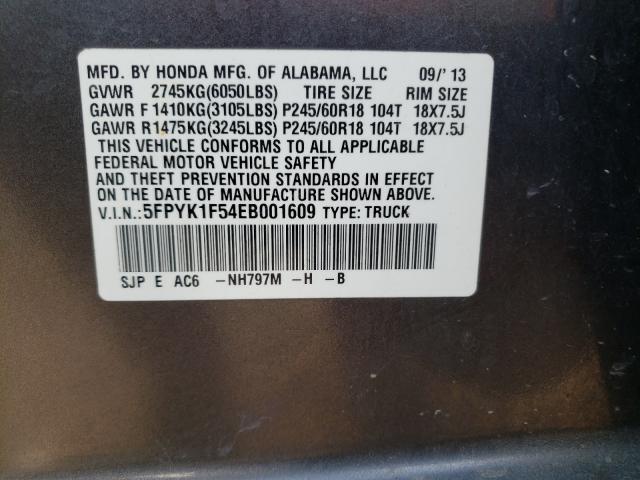 MFD. BY HONDA MFG. OF ALABAMA, LLC 09/' 13
GVWR 2745KG(6050LBS) TIRE SIZE RIM SIZE
GAWR F 1410KG(3105LBS) P245/60R18 104T 18X7.5J
GAWR R1475KG(3245LBS) P245/60R18 104T 18X7.5J
THIS VEHICLE CONFORMS TO ALL APPLICABLE
FEDERAL MOTOR VEHICLE SAFETY
AND THEFT PREVENTION STANDARDS IN EFFECT
ON THE DATE OF MANUFACTURE SHOWN ABOVE.
V.I.N.:5FPYK1F54EB001609 TYPE: TRUCK
SJP E AC6 -NH797M -H -B